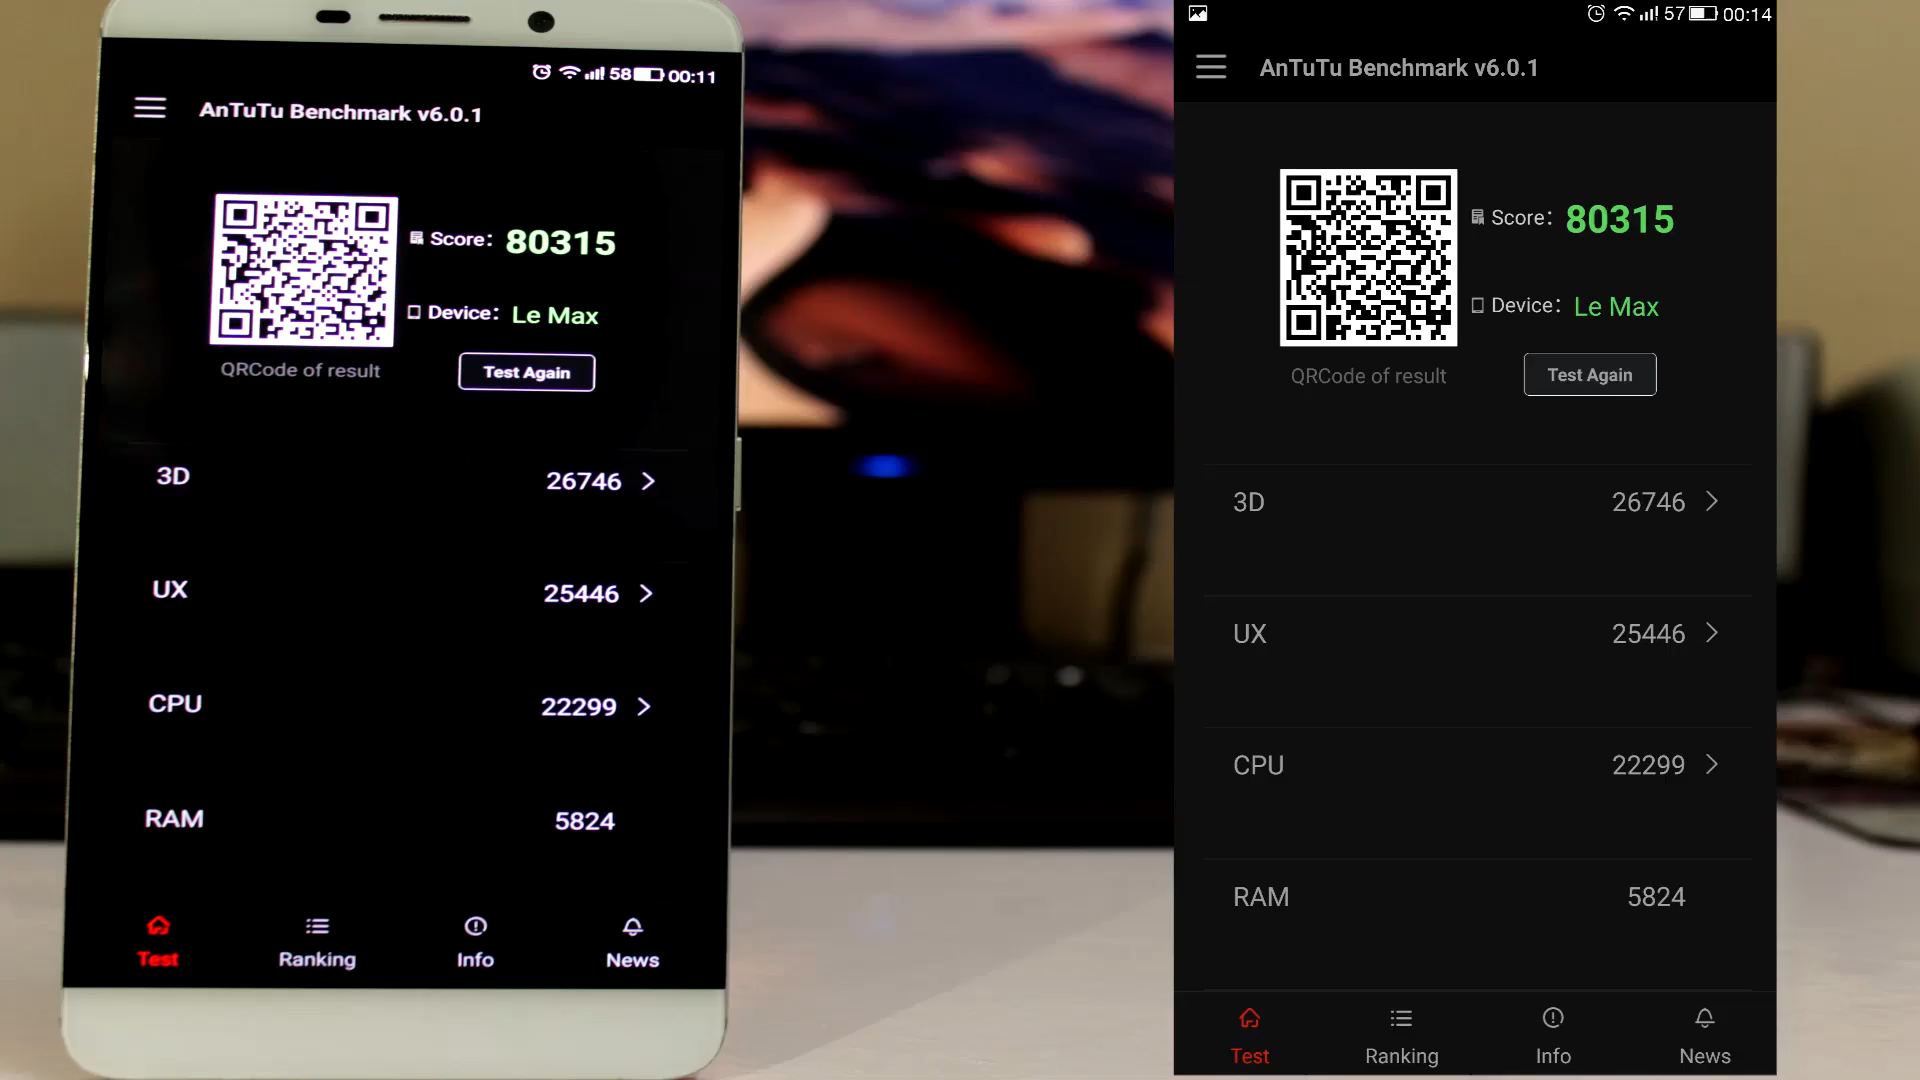 58 00:11
AnTuTu Benchmark v6.0.1
Score: 80315
Device: Le Max
QRCode of result
Test Again
3D 26746
UX 25446
CPU 22299
RAM 5824
Test Ranking Info News
57 00:14
AnTuTu Benchmark v6.0.1
Score: 80315
Device: Le Max
QRCode of result
Test Again
3D 26746
UX 25446
CPU 22299
RAM 5824
Test Ranking Info News